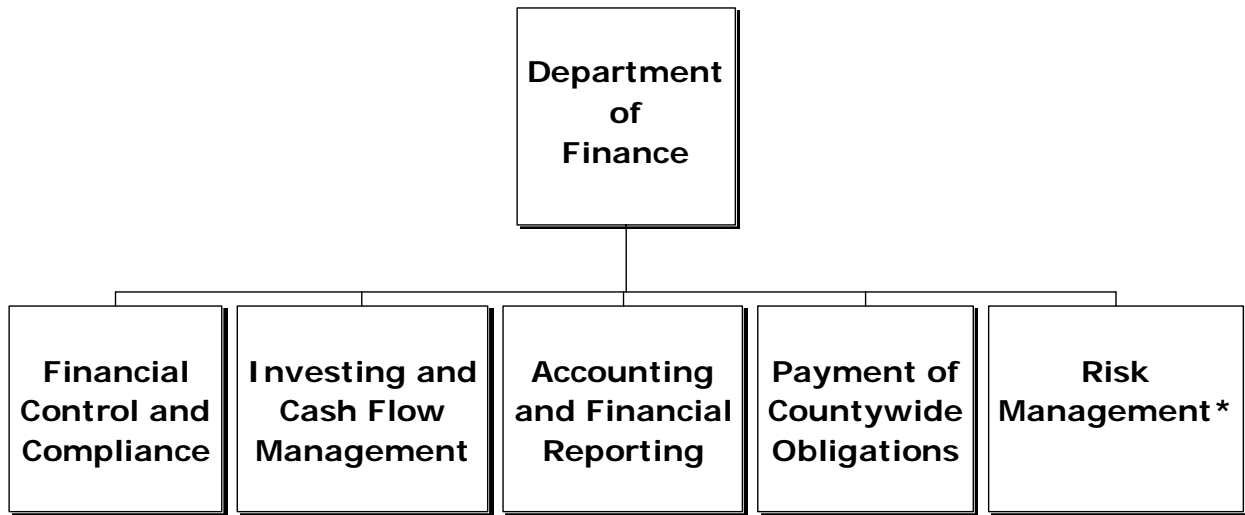 Department
of
Finance
Financial
Control and
Compliance
Investing and
Cash Flow
Management
Accounting
and Financial
Reporting
Payment of
Countywide
Obligations
Risk
Management*